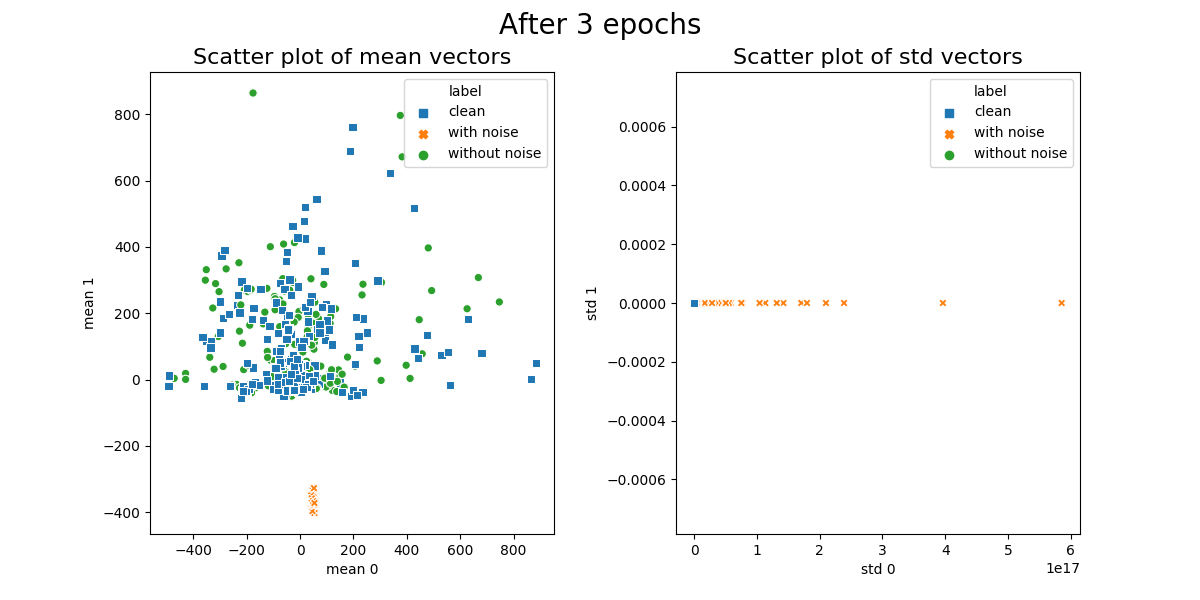 After 3 epochs
Scatter plot of mean vectors
label
clean
with noise
without noise
800
600
400
200
0
−200
−400
mean 1
−400
−200
0
200
400
600
800
mean 0
Scatter plot of std vectors
label
clean
with noise
without noise
0.0006
0.0004
0.0002
0.0000
−0.0002
−0.0004
−0.0006
std 1
0
1
2
3
4
5
6
1e17
std 0